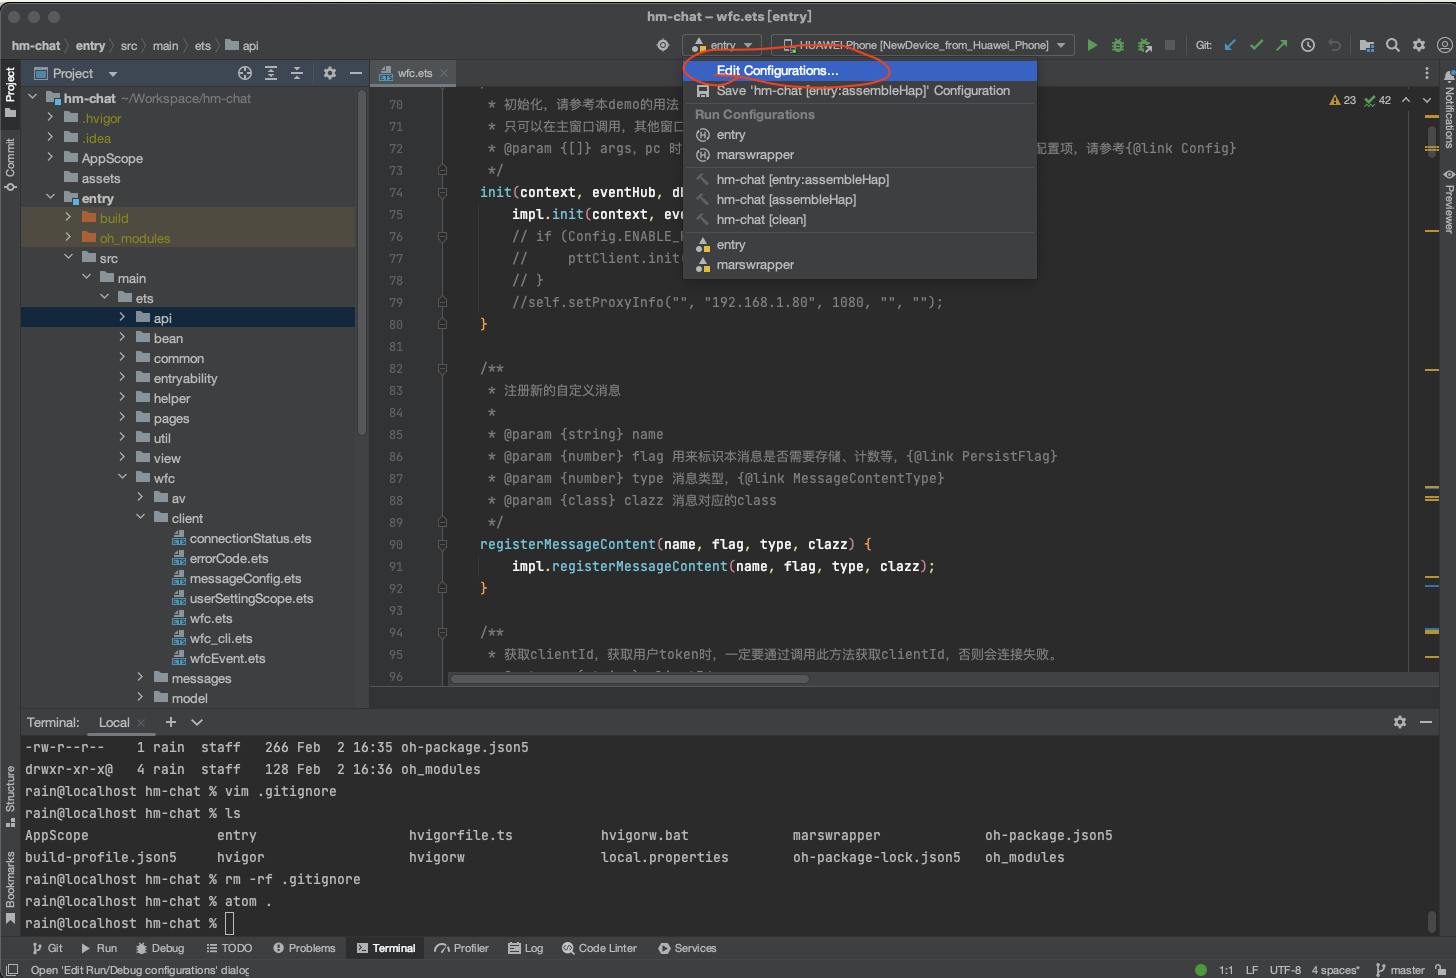 hm-chat – wfc.ets [entry]
hm-chat entry src main ets api
entry HUAWEI Phone [NewDevice_from_Huawei_Phone] Git:
Project
wfc.ets
Edit Configurations...
Save 'hm-chat [entry:assembleHap]' Configuration
Run Configurations
entry
marswrapper
hm-chat [entry:assembleHap]
hm-chat [assembleHap]
hm-chat [clean]
entry
marswrapper
Project
Commit
Structure
Bookmarks
Notifications
Previewer
hm-chat ~/Workspace/hm-chat
.hvigor
.idea
AppScope
assets
entry
build
oh_modules
src
main
ets
api
bean
common
entryability
helper
pages
util
view
wfc
av
client
connectionStatus.ets
errorCode.ets
messageConfig.ets
userSettingScope.ets
wfc.ets
wfc_cli.ets
wfcEvent.ets
messages
model
23 42
70 * 初始化，请参考本demo的用法
71 * 只可以在主窗口调用，其他窗口
72 * @param {[]} args，pc 时 配置项，请参考{@link Config}
73 */
74 init(context, eventHub, d
75 impl.init(context, eve
76 // if (Config.ENABLE_
77 // pttClient.init(
78 // }
79 //self.setProxyInfo("", "192.168.1.80", 1080, "", "");
80 }
81
82 /**
83 * 注册新的自定义消息
84 *
85 * @param {string} name
86 * @param {number} flag 用来标识本消息是否需要存储、计数等，{@link PersistFlag}
87 * @param {number} type 消息类型，{@link MessageContentType}
88 * @param {class} clazz 消息对应的class
89 */
90 registerMessageContent(name, flag, type, clazz) {
91 impl.registerMessageContent(name, flag, type, clazz);
92 }
93
94 /**
95 * 获取clientId，获取用户token时，一定要通过调用此方法获取clientId，否则会连接失败。
96
Terminal: Local
-rw-r--r-- 1 rain staff 266 Feb 2 16:35 oh-package.json5
drwxr-xr-x@ 4 rain staff 128 Feb 2 16:36 oh_modules
rain@localhost hm-chat % vim .gitignore
rain@localhost hm-chat % ls
AppScope entry hvigorfile.ts hvigorw.bat marswrapper oh-package.json5
build-profile.json5 hvigor hvigorw local.properties oh-package-lock.json5 oh_modules
rain@localhost hm-chat % rm -rf .gitignore
rain@localhost hm-chat % atom .
rain@localhost hm-chat %
Git Run Debug TODO Problems Terminal Profiler Log Code Linter Services
Open 'Edit Run/Debug configurations' dialog
1:1 LF UTF-8 4 spaces* master